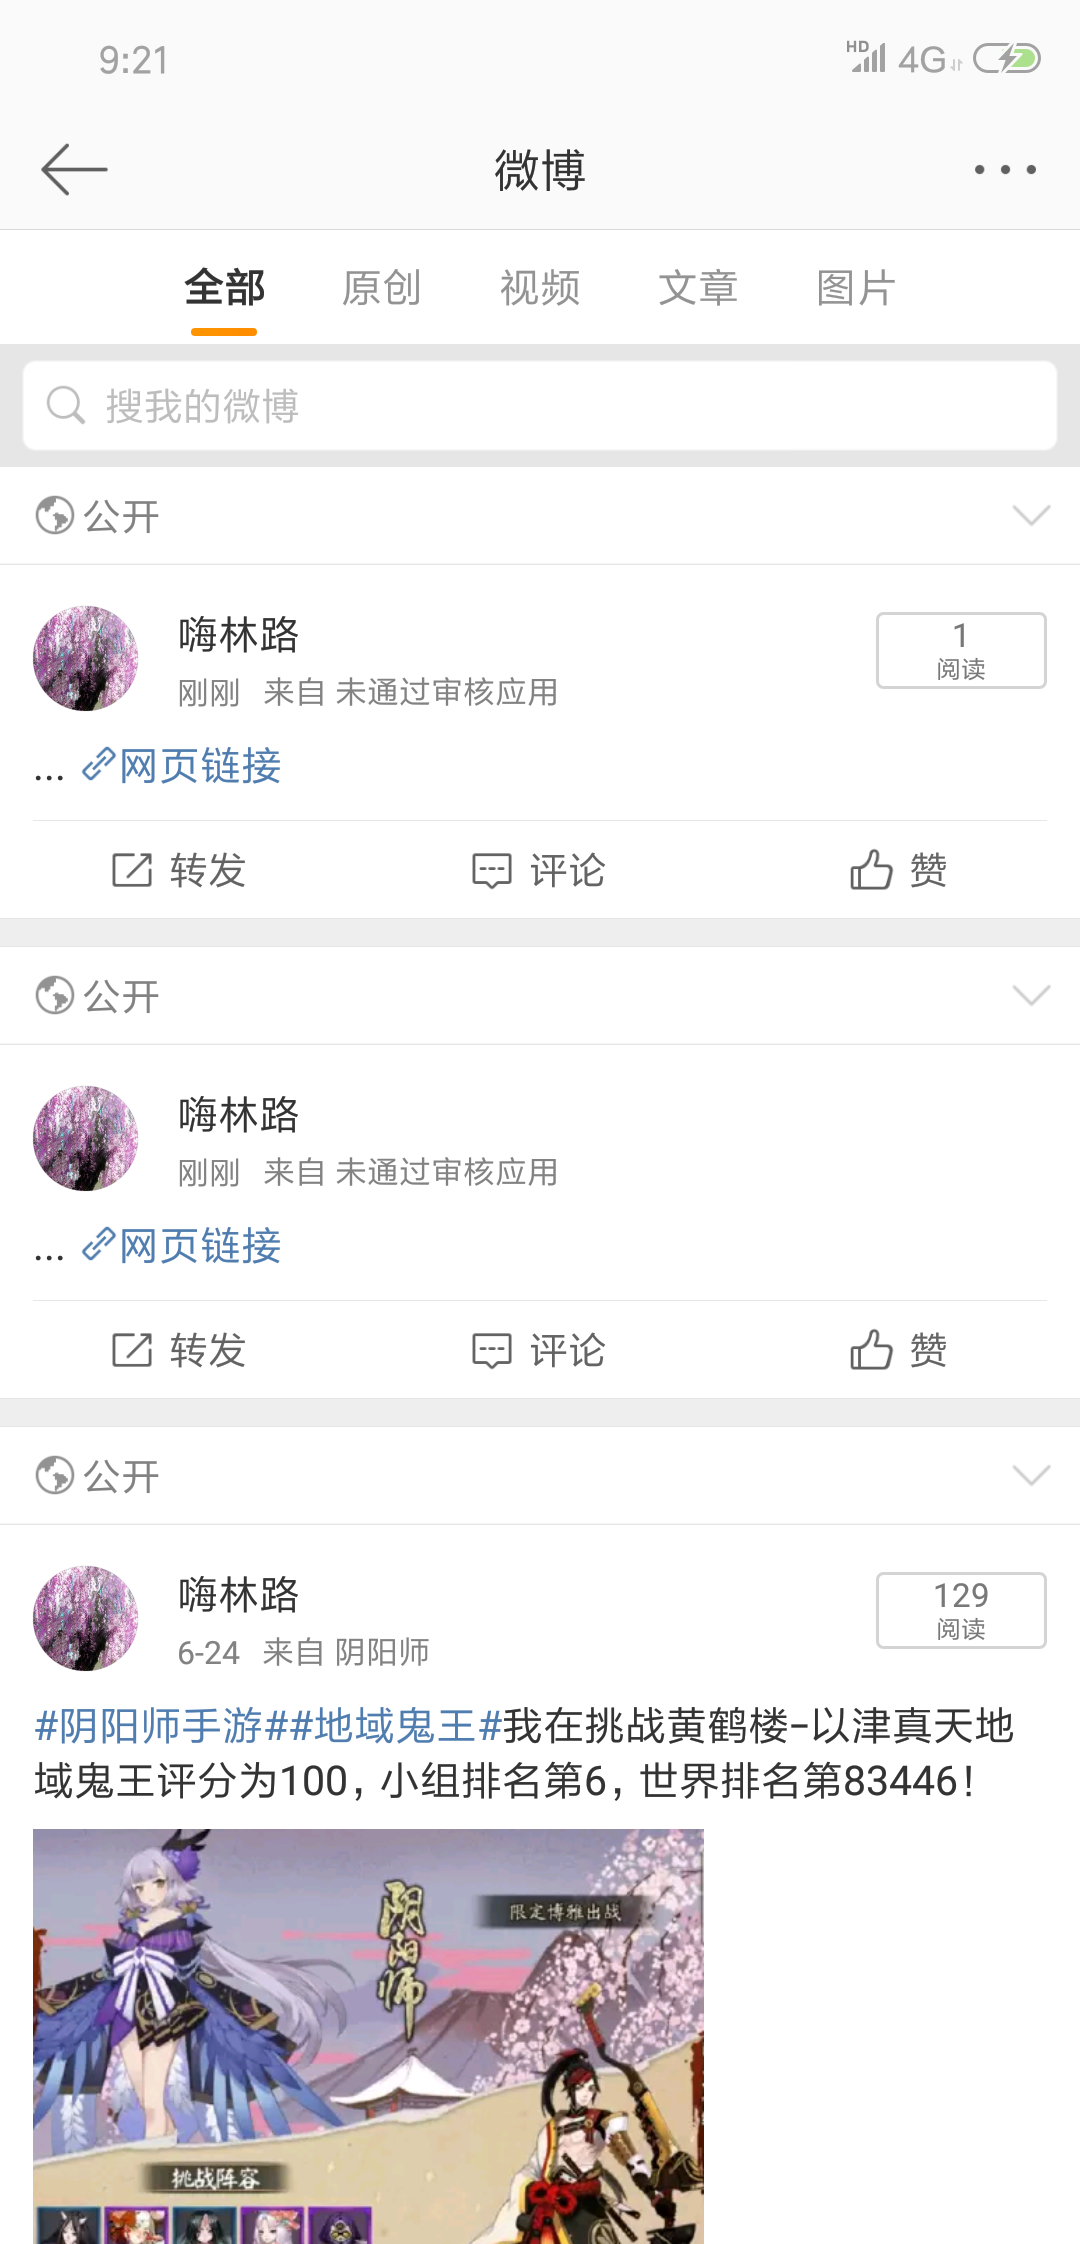 9:21
HD 4G
微博
全部 原创 视频 文章 图片
搜我的微博
公开
嗨林路
1
阅读
刚刚 来自 未通过审核应用
... 网页链接
转发 评论 赞
公开
嗨林路
刚刚 来自 未通过审核应用
... 网页链接
转发 评论 赞
公开
嗨林路
129
阅读
6-24 来自 阴阳师
#阴阳师手游##地域鬼王#我在挑战黄鹤楼-以津真天地
域鬼王评分为100，小组排名第6，世界排名第83446！
阴阳师
限定博雅出战
挑战阵容